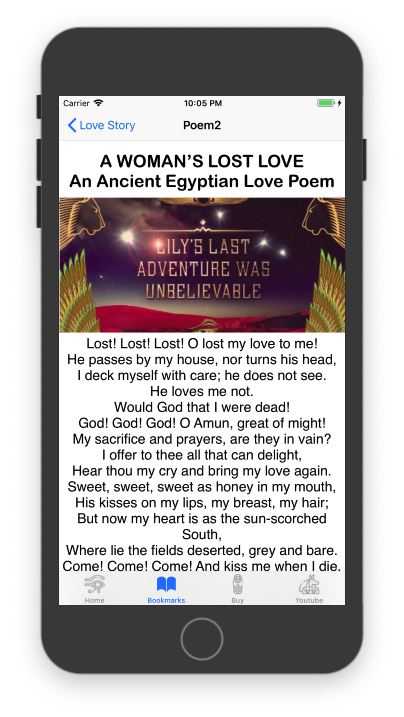 Carrier 10:05 PM
Love Story Poem2
A WOMAN'S LOST LOVE
An Ancient Egyptian Love Poem
LILY'S LAST
ADVENTURE WAS
UNBELIEVABLE
Lost! Lost! Lost! O lost my love to me!
He passes by my house, nor turns his head,
I deck myself with care; he does not see.
He loves me not.
Would God that I were dead!
God! God! God! O Amun, great of might!
My sacrifice and prayers, are they in vain?
I offer to thee all that can delight,
Hear thou my cry and bring my love again.
Sweet, sweet, sweet as honey in my mouth,
His kisses on my lips, my breast, my hair;
But now my heart is as the sun-scorched
South,
Where lie the fields deserted, grey and bare.
Come! Come! Come! And kiss me when I die.
Home Bookmarks Buy Youtube